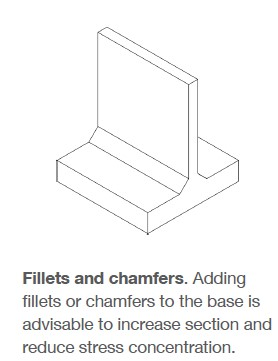 Fillets and chamfers. Adding
fillets or chamfers to the base is
advisable to increase section and
reduce stress concentration.